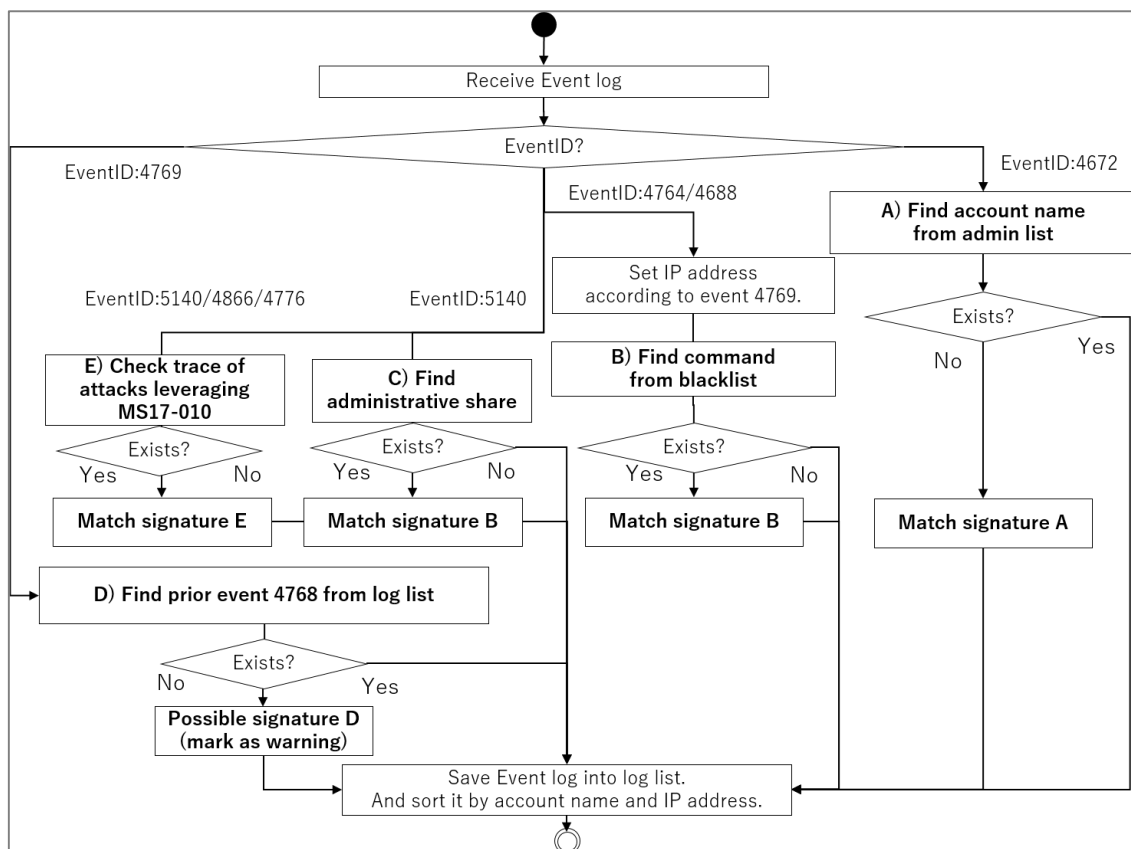 Receive Event log
EventID?
EventID:4769
EventID:4672
EventID:4764/4688
A) Find account name
from admin list
Set IP address
according to event 4769.
EventID:5140/4866/4776
EventID:5140
Exists?
No
Yes
E) Check trace of
attacks leveraging
MS17-010
C) Find
administrative share
B) Find command
from blacklist
Exists?
Yes
No
Exists?
Yes
No
Exists?
Yes
No
Match signature E
Match signature B
Match signature B
Match signature A
D) Find prior event 4768 from log list
Exists?
No
Yes
Possible signature D
(mark as warning)
Save Event log into log list.
And sort it by account name and IP address.